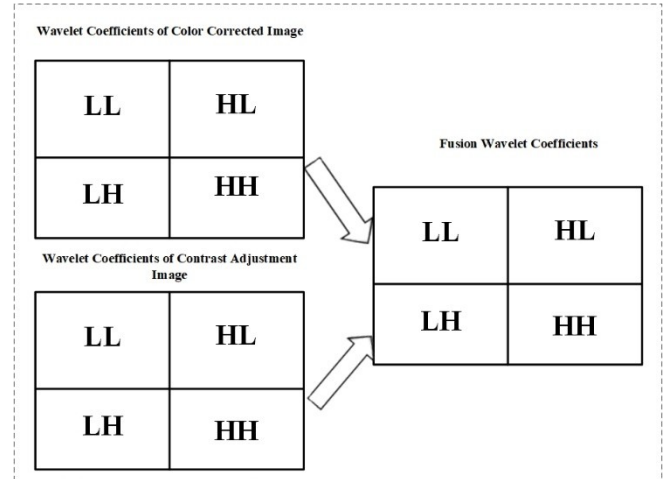 Wavelet Coefficients of Color Corrected Image
LL HL
LH HH
Wavelet Coefficients of Contrast Adjustment
Image
LL HL
LH HH
Fusion Wavelet Coefficients
LL HL
LH HH